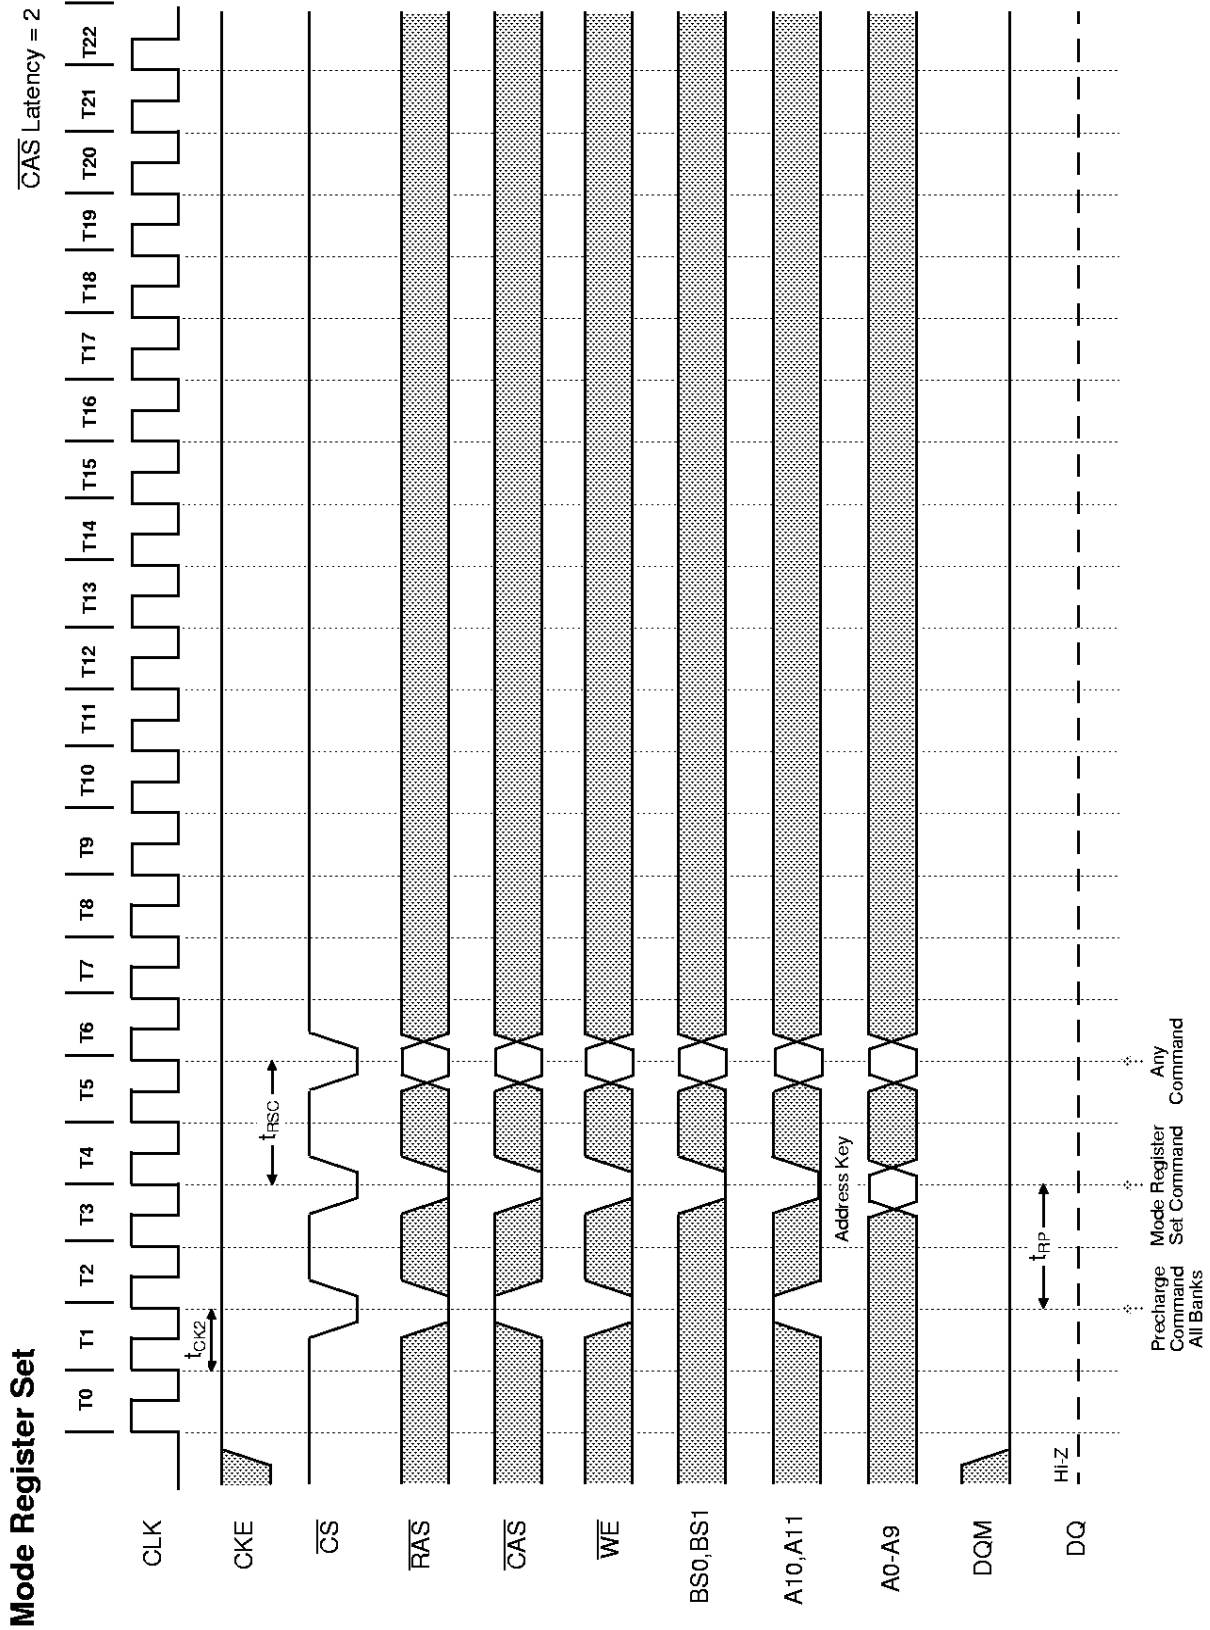 Mode Register Set
CAS Latency = 2
T0 T1 T2 T3 T4 T5 T6 T7 T8 T9 T10 T11 T12 T13 T14 T15 T16 T17 T18 T19 T20 T21 T22
CLK
tCK2
CKE
tRSC
CS
RAS
CAS
WE
BS0,BS1
A10,A11
Address Key
A0-A9
DQM
tRP
Hi-Z
DQ
Precharge
Command
All Banks
Mode Register
Set Command
Any
Command